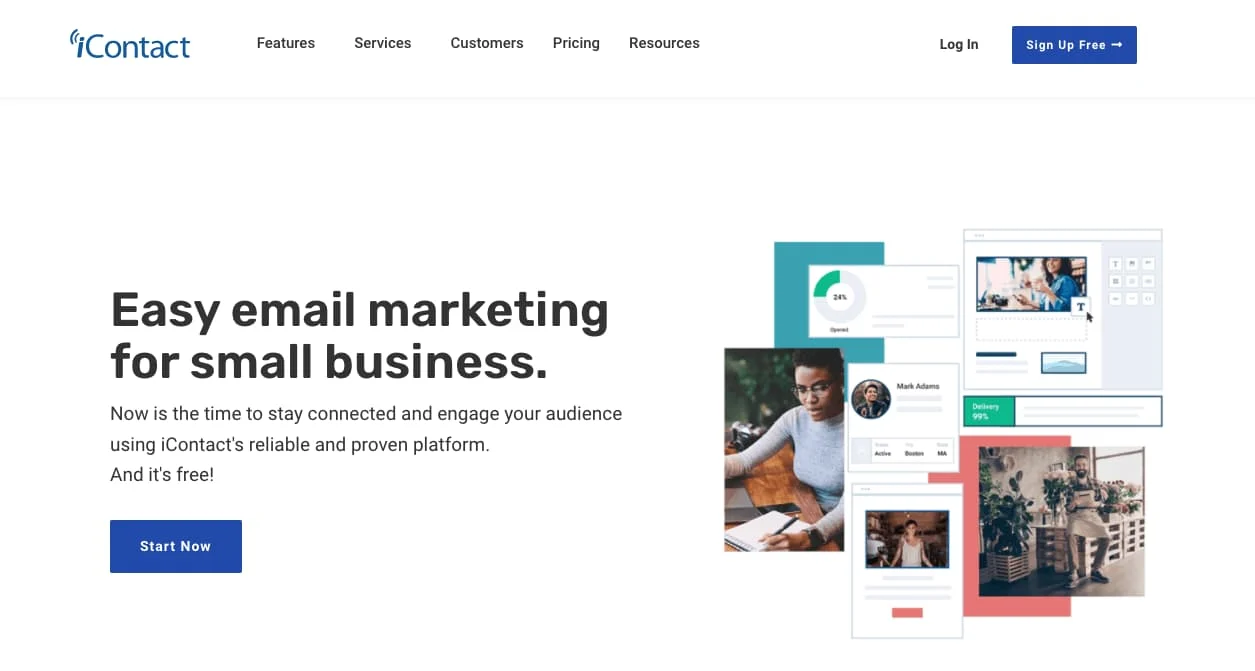 iContact
Features
Services
Customers
Pricing
Resources
Log In
Sign Up Free →
Easy email marketing
for small business.
Now is the time to stay connected and engage your audience
using iContact's reliable and proven platform.
And it's free!
Start Now
24%
Opened
T
Mark Adams
Active
Boston
MA
Delivery
99%